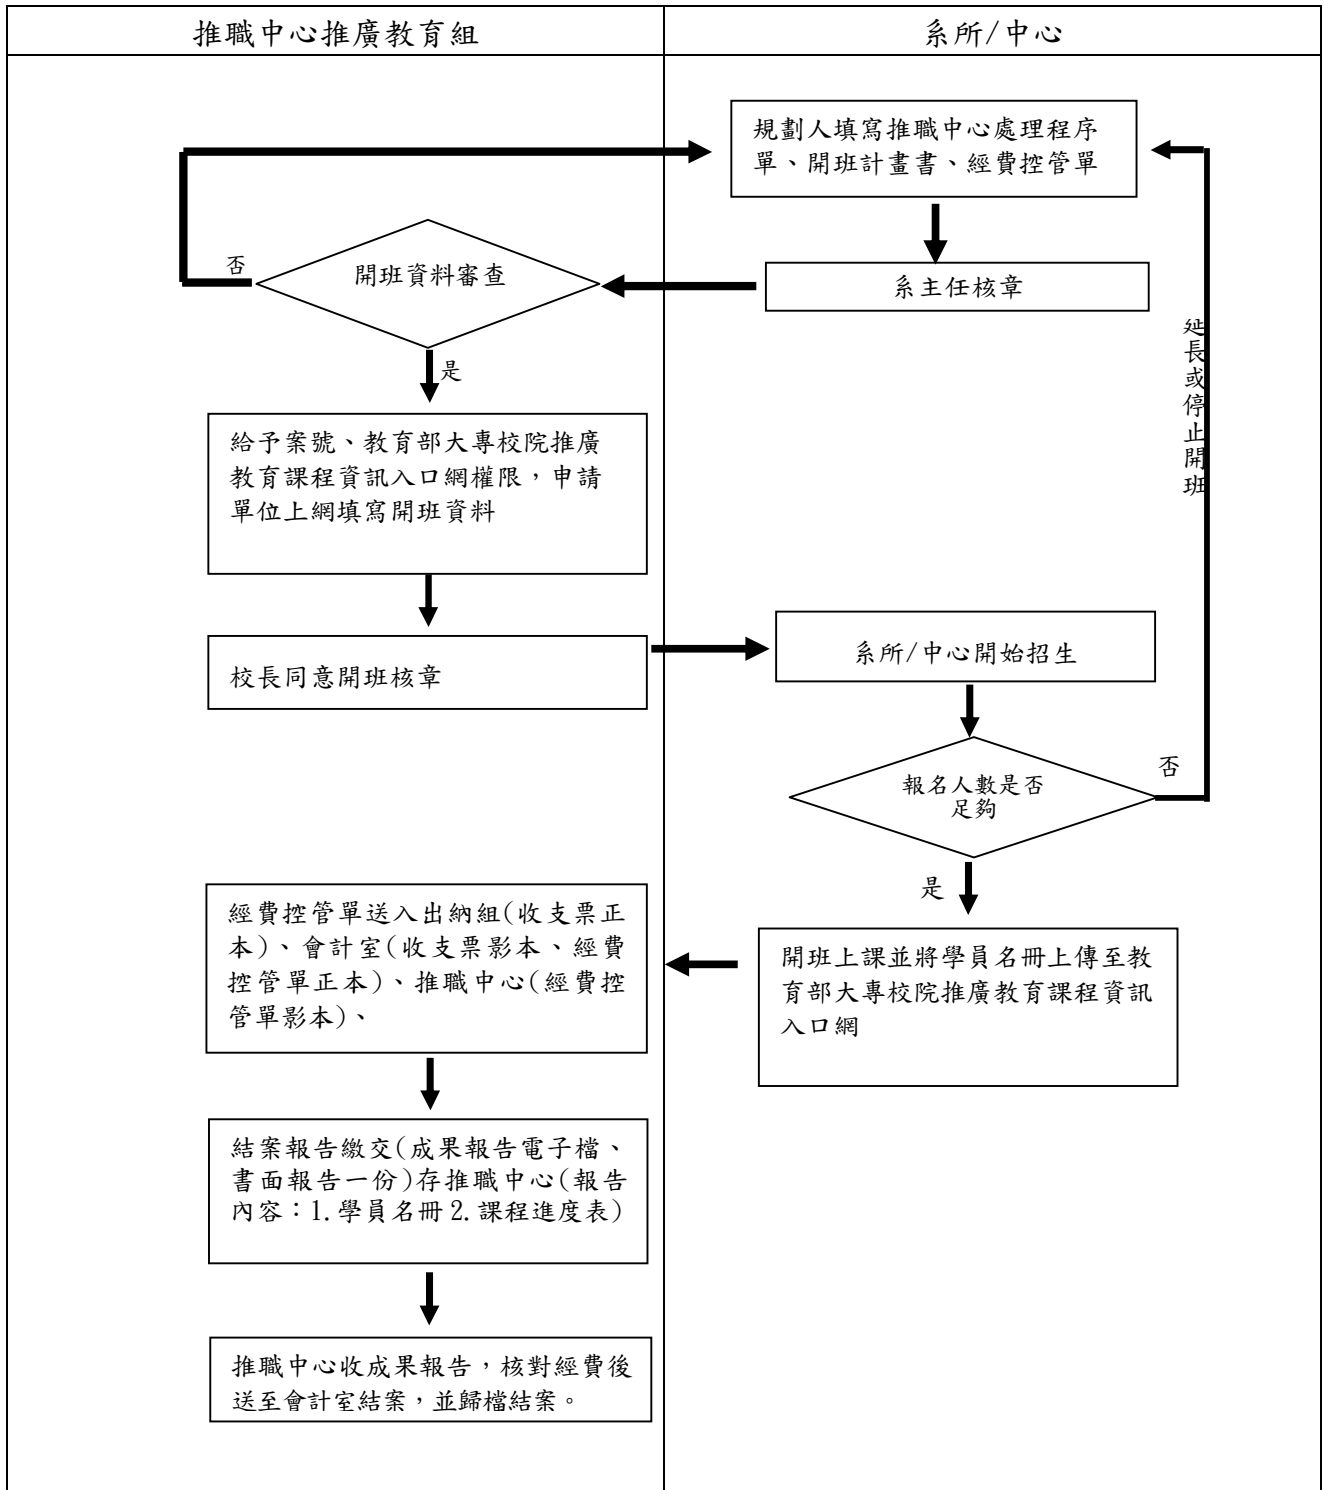 推職中心推廣教育組
系所/中心
規劃人填寫推職中心處理程序
單、開班計畫書、經費控管單
否
開班資料審查
系主任核章
是
延長或停止開班
給予案號、教育部大專校院推廣
教育課程資訊入口網權限，申請
單位上網填寫開班資料
校長同意開班核章
系所/中心開始招生
報名人數是否
足夠
否
是
經費控管單送入出納組(收支票正
本)、會計室(收支票影本、經費
控管單正本)、推職中心(經費控
管單影本)、
開班上課並將學員名冊上傳至教
育部大專校院推廣教育課程資訊
入口網
結案報告繳交(成果報告電子檔、
書面報告一份)存推職中心(報告
內容：1.學員名冊 2.課程進度表)
推職中心收成果報告，核對經費後
送至會計室結案，並歸檔結案。